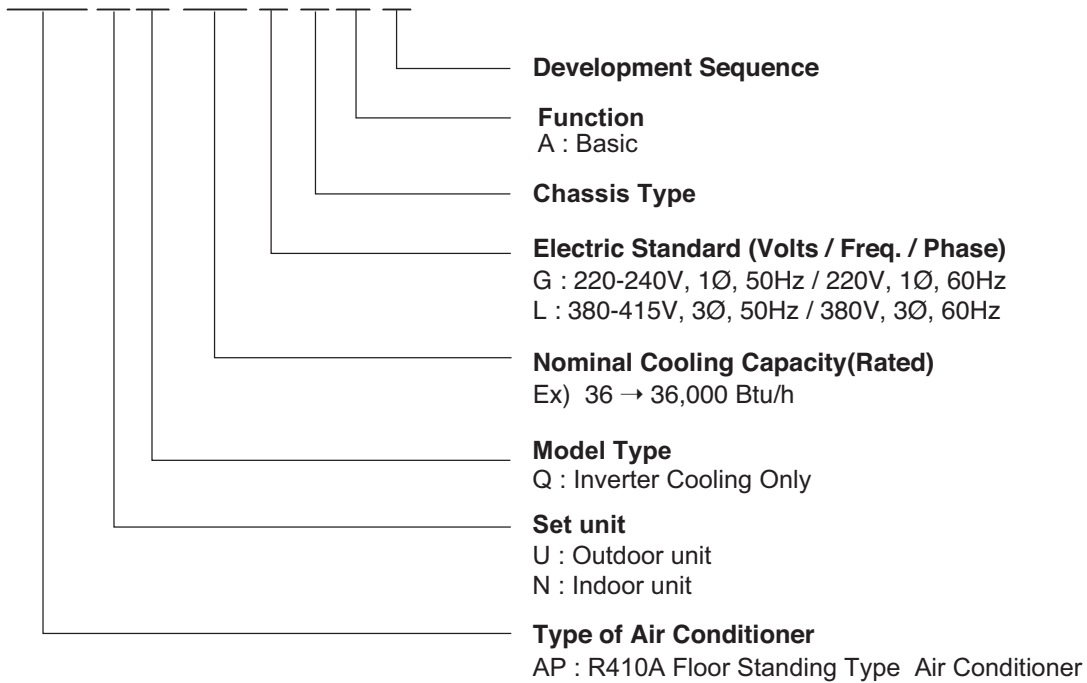 Development Sequence
Function
A : Basic
Chassis Type
Electric Standard (Volts / Freq. / Phase)
G : 220-240V, 1Ø, 50Hz / 220V, 1Ø, 60Hz
L : 380-415V, 3Ø, 50Hz / 380V, 3Ø, 60Hz
Nominal Cooling Capacity(Rated)
Ex) 36 → 36,000 Btu/h
Model Type
Q : Inverter Cooling Only
Set unit
U : Outdoor unit
N : Indoor unit
Type of Air Conditioner
AP : R410A Floor Standing Type Air Conditioner